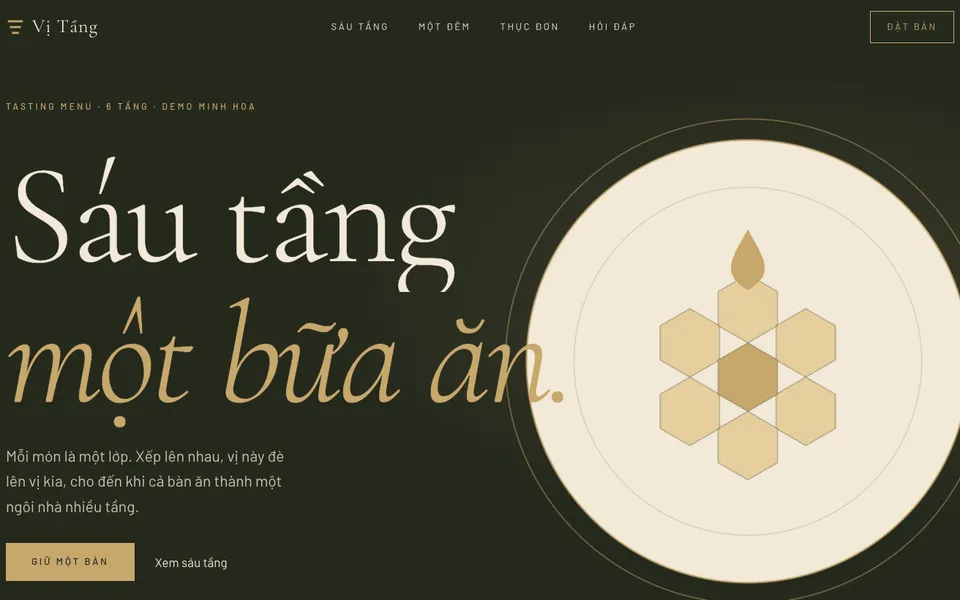 Vị Tầng
SÁU TẦNG
MỘT ĐÊM
THỰC ĐƠN
HỎI ĐÁP
ĐẶT BÀN
TASTING MENU · 6 TẦNG · DEMO MINH HỌA
Sáu tầng
một bữa ăn.
Mỗi món là một lớp. Xếp lên nhau, vị này đè
lên vị kia, cho đến khi cả bàn ăn thành một
ngôi nhà nhiều tầng.
GIỮ MỘT BÀN
Xem sáu tầng